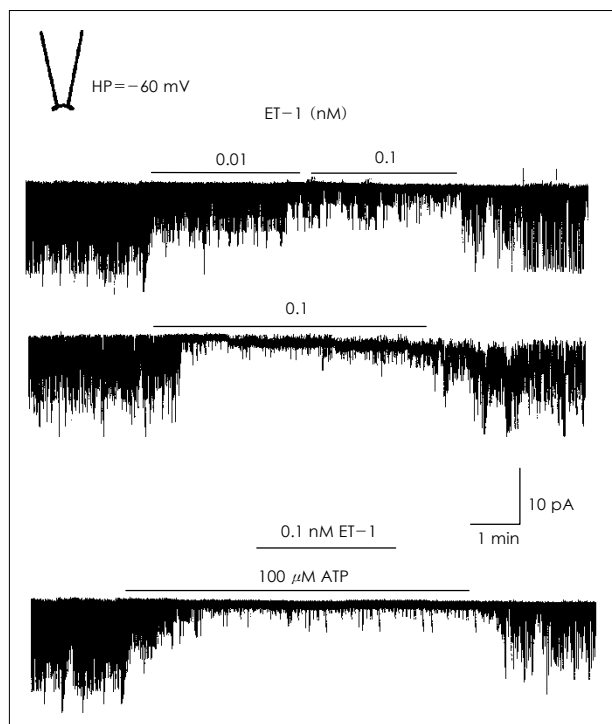 HP=−60 mV
ET−1 (nM)
0.01 0.1
0.1
10 pA
1 min
0.1 nM ET−1
100 μM ATP